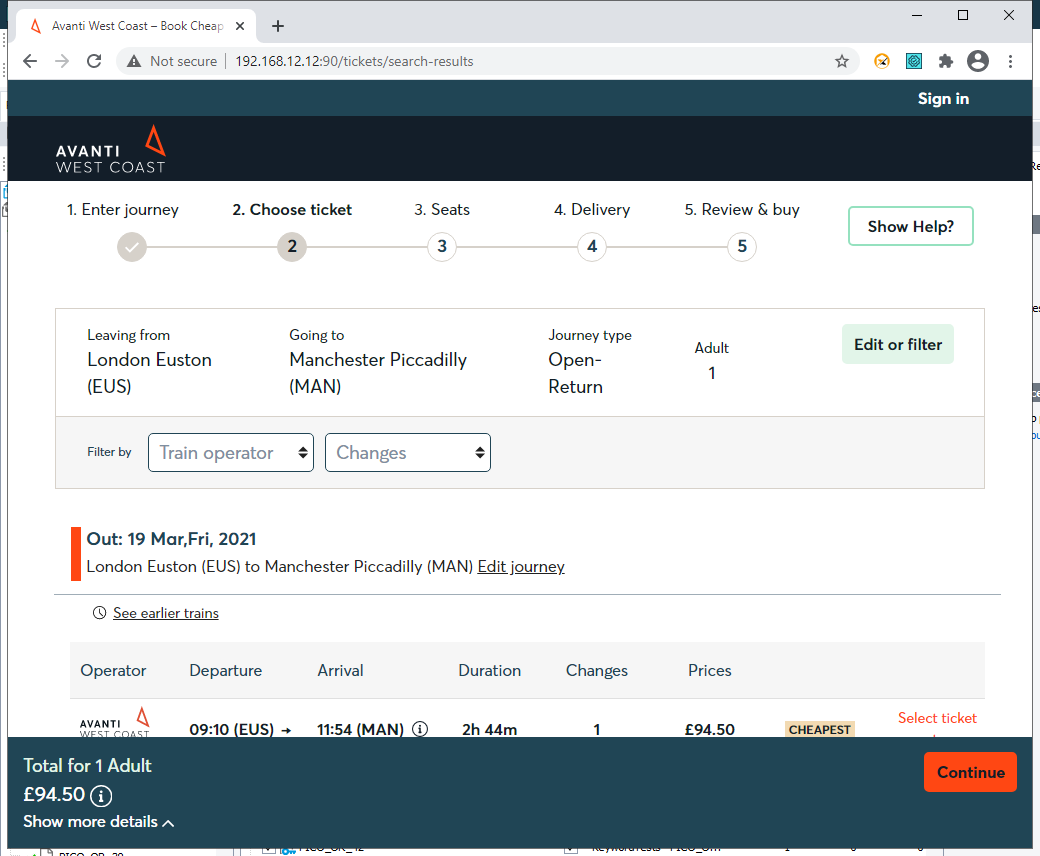 Avanti West Coast – Book Cheap
Not secure
192.168.12.12:90/tickets/search-results
Sign in
AVANTI
WEST COAST
1. Enter journey
2. Choose ticket
3. Seats
4. Delivery
5. Review & buy
2
3
4
5
Show Help?
Leaving from
London Euston
(EUS)
Going to
Manchester Piccadilly
(MAN)
Journey type
Open-
Return
Adult
1
Edit or filter
Filter by
Train operator
Changes
Out: 19 Mar,Fri, 2021
London Euston (EUS) to Manchester Piccadilly (MAN) Edit journey
See earlier trains
Operator Departure Arrival Duration Changes Prices
AVANTI
WEST COAST
09:10 (EUS) → 11:54 (MAN) 2h 44m 1 £94.50 CHEAPEST
Select ticket
Total for 1 Adult
£94.50
Show more details
Continue